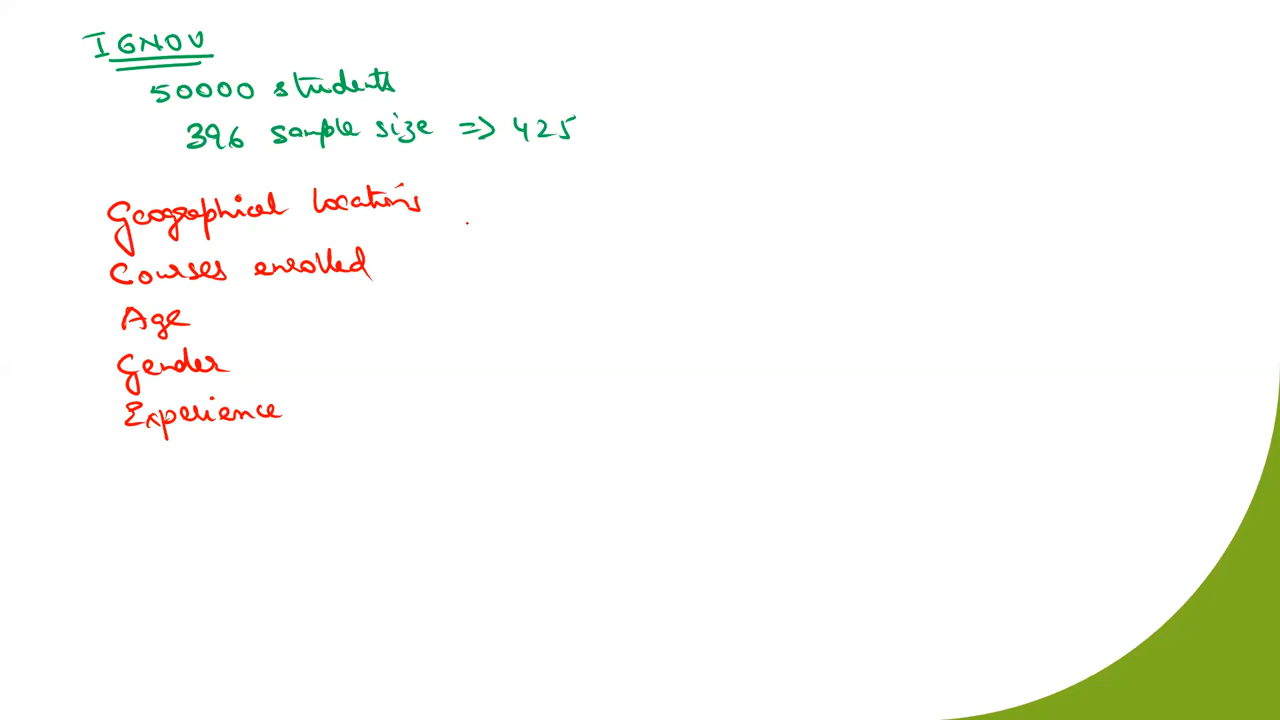 IGNOU
50000 students
396 sample size => 425
Geographical locations
Courses enrolled
Age
Gender
Experience